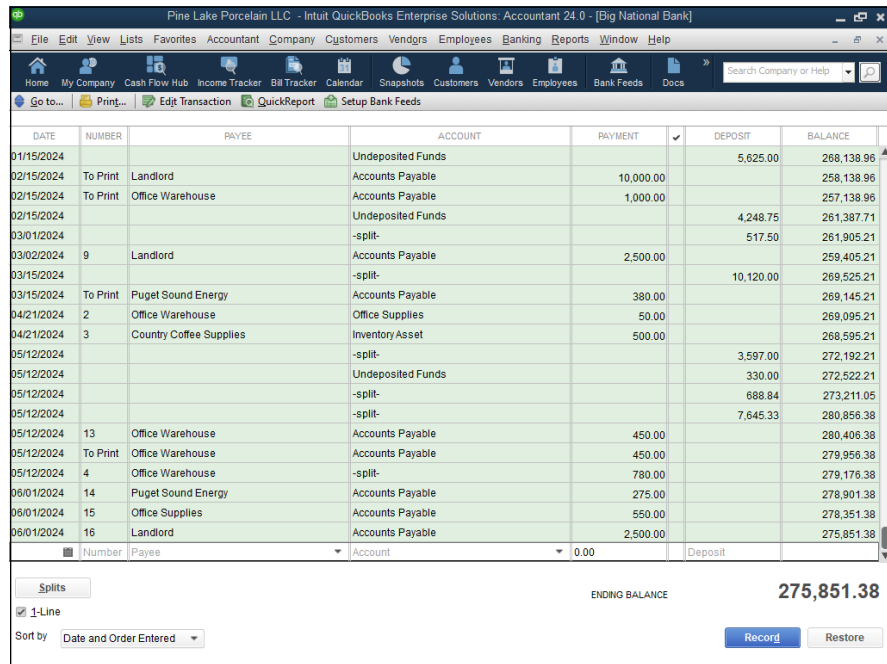 qb Pine Lake Porcelain LLC - Intuit QuickBooks Enterprise Solutions: Accountant 24.0 - [Big National Bank]
File Edit View Lists Favorites Accountant Company Customers Vendors Employees Banking Reports Window Help
Home My Company Cash Flow Hub Income Tracker Bill Tracker Calendar Snapshots Customers Vendors Employees Bank Feeds Docs » Search Company or Help
Go to... Print... Edit Transaction QuickReport Setup Bank Feeds
DATE NUMBER PAYEE ACCOUNT PAYMENT ✓ DEPOSIT BALANCE
01/15/2024 Undeposited Funds 5,625.00 268,138.96
02/15/2024 To Print Landlord Accounts Payable 10,000.00 258,138.96
02/15/2024 To Print Office Warehouse Accounts Payable 1,000.00 257,138.96
02/15/2024 Undeposited Funds 4,248.75 261,387.71
03/01/2024 -split- 517.50 261,905.21
03/02/2024 9 Landlord Accounts Payable 2,500.00 259,405.21
03/15/2024 -split- 10,120.00 269,525.21
03/15/2024 To Print Puget Sound Energy Accounts Payable 380.00 269,145.21
04/21/2024 2 Office Warehouse Office Supplies 50.00 269,095.21
04/21/2024 3 Country Coffee Supplies Inventory Asset 500.00 268,595.21
05/12/2024 -split- 3,597.00 272,192.21
05/12/2024 Undeposited Funds 330.00 272,522.21
05/12/2024 -split- 688.84 273,211.05
05/12/2024 -split- 7,645.33 280,856.38
05/12/2024 13 Office Warehouse Accounts Payable 450.00 280,406.38
05/12/2024 To Print Office Warehouse Accounts Payable 450.00 279,956.38
05/12/2024 4 Office Warehouse -split- 780.00 279,176.38
06/01/2024 14 Puget Sound Energy Accounts Payable 275.00 278,901.38
06/01/2024 15 Office Supplies Accounts Payable 550.00 278,351.38
06/01/2024 16 Landlord Accounts Payable 2,500.00 275,851.38
Number Payee Account 0.00 Deposit
Splits ENDING BALANCE 275,851.38
1-Line
Sort by Date and Order Entered Record Restore